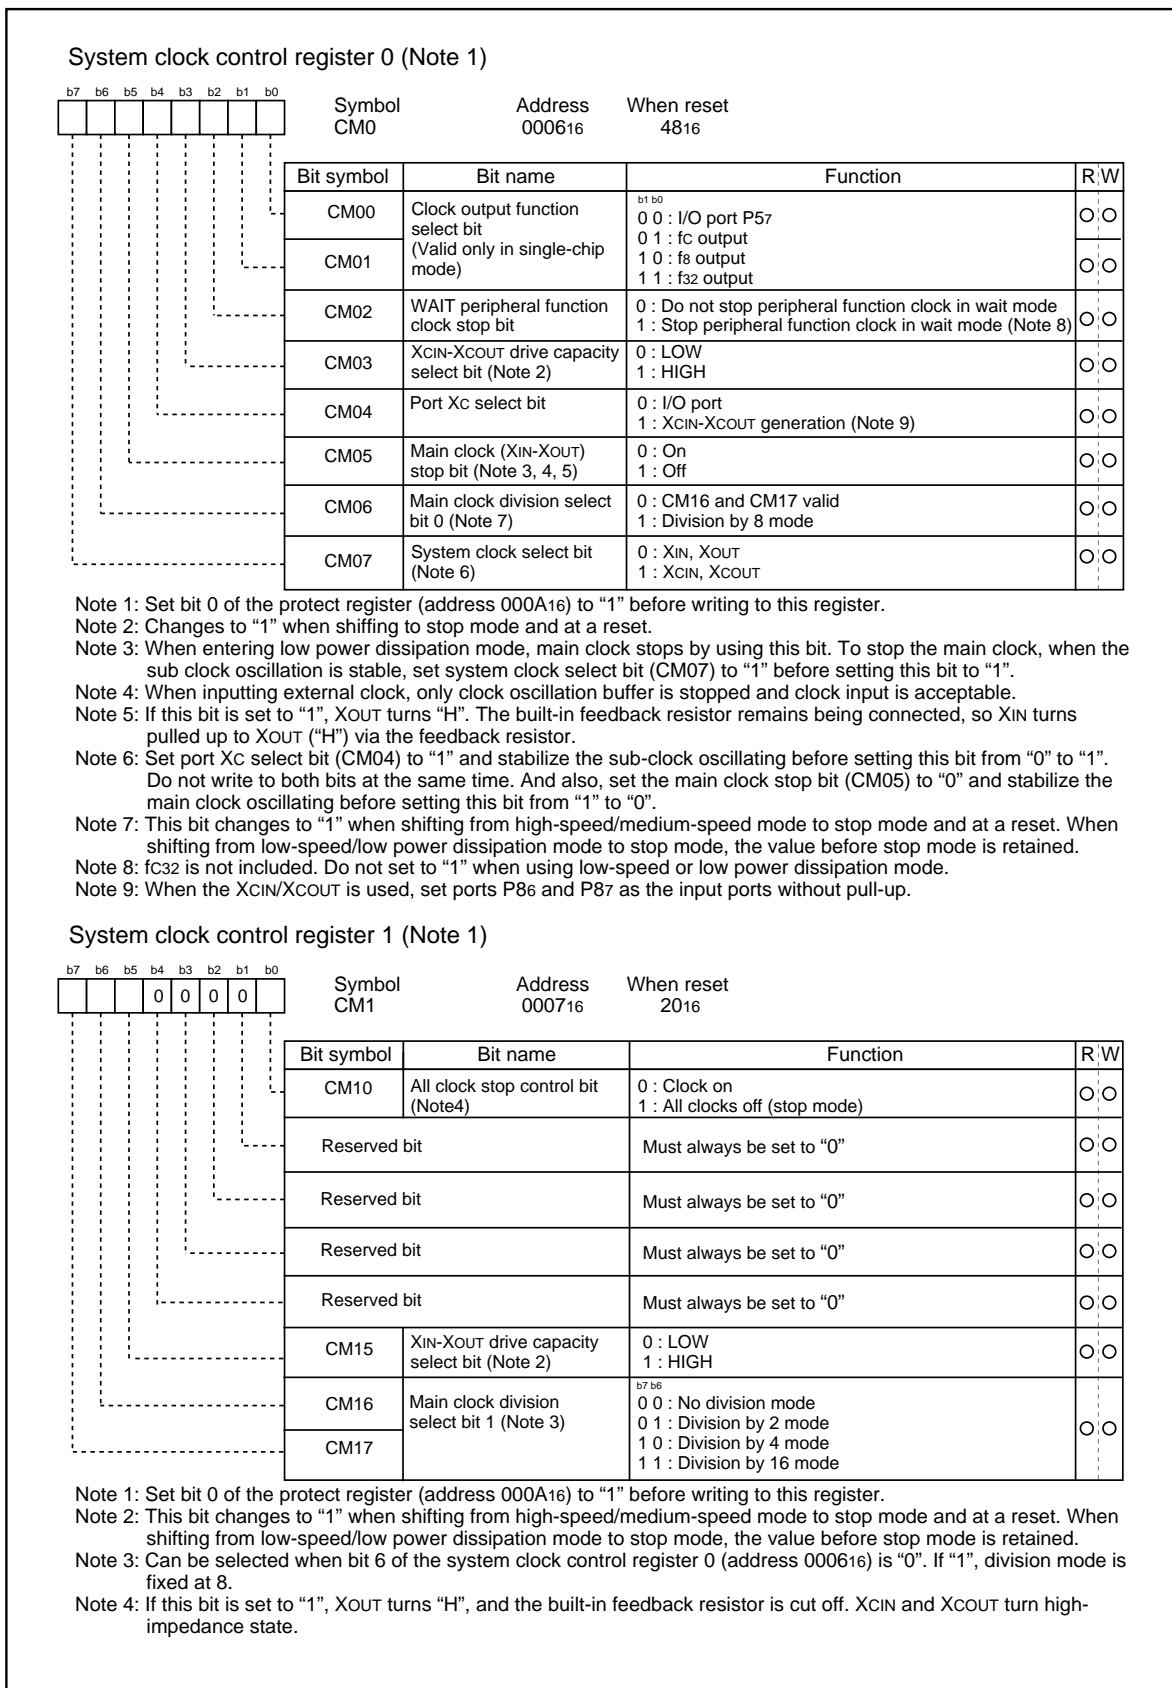 System clock control register 0 (Note 1)
b7 b6 b5 b4 b3 b2 b1 b0
Symbol Address When reset
CM0 000616 4816
Bit symbol Bit name Function R W
CM00 Clock output function select bit (Valid only in single-chip mode)
b1 b0
0 0 : I/O port P57
0 1 : fC output
1 0 : f8 output
1 1 : f32 output
CM01
CM02 WAIT peripheral function clock stop bit
0 : Do not stop peripheral function clock in wait mode
1 : Stop peripheral function clock in wait mode (Note 8)
CM03 XCIN-XCOUT drive capacity select bit (Note 2)
0 : LOW
1 : HIGH
CM04 Port XC select bit
0 : I/O port
1 : XCIN-XCOUT generation (Note 9)
CM05 Main clock (XIN-XOUT) stop bit (Note 3, 4, 5)
0 : On
1 : Off
CM06 Main clock division select bit 0 (Note 7)
0 : CM16 and CM17 valid
1 : Division by 8 mode
CM07 System clock select bit (Note 6)
0 : XIN, XOUT
1 : XCIN, XCOUT
Note 1: Set bit 0 of the protect register (address 000A16) to “1” before writing to this register.
Note 2: Changes to “1” when shiffing to stop mode and at a reset.
Note 3: When entering low power dissipation mode, main clock stops by using this bit. To stop the main clock, when the
sub clock oscillation is stable, set system clock select bit (CM07) to “1” before setting this bit to “1”.
Note 4: When inputting external clock, only clock oscillation buffer is stopped and clock input is acceptable.
Note 5: If this bit is set to “1”, XOUT turns “H”. The built-in feedback resistor remains being connected, so XIN turns
pulled up to XOUT (“H”) via the feedback resistor.
Note 6: Set port XC select bit (CM04) to “1” and stabilize the sub-clock oscillating before setting this bit from “0” to “1”.
Do not write to both bits at the same time. And also, set the main clock stop bit (CM05) to “0” and stabilize the
main clock oscillating before setting this bit from “1” to “0”.
Note 7: This bit changes to “1” when shifting from high-speed/medium-speed mode to stop mode and at a reset. When
shifting from low-speed/low power dissipation mode to stop mode, the value before stop mode is retained.
Note 8: fC32 is not included. Do not set to “1” when using low-speed or low power dissipation mode.
Note 9: When the XCIN/XCOUT is used, set ports P86 and P87 as the input ports without pull-up.
System clock control register 1 (Note 1)
b7 b6 b5 b4 b3 b2 b1 b0
0 0 0 0
Symbol Address When reset
CM1 000716 2016
Bit symbol Bit name Function R W
CM10 All clock stop control bit (Note4)
0 : Clock on
1 : All clocks off (stop mode)
Reserved bit Must always be set to “0”
Reserved bit Must always be set to “0”
Reserved bit Must always be set to “0”
Reserved bit Must always be set to “0”
CM15 XIN-XOUT drive capacity select bit (Note 2)
0 : LOW
1 : HIGH
CM16 Main clock division select bit 1 (Note 3)
b7 b6
0 0 : No division mode
0 1 : Division by 2 mode
1 0 : Division by 4 mode
1 1 : Division by 16 mode
CM17
Note 1: Set bit 0 of the protect register (address 000A16) to “1” before writing to this register.
Note 2: This bit changes to “1” when shifting from high-speed/medium-speed mode to stop mode and at a reset. When
shifting from low-speed/low power dissipation mode to stop mode, the value before stop mode is retained.
Note 3: Can be selected when bit 6 of the system clock control register 0 (address 000616) is “0”. If “1”, division mode is
fixed at 8.
Note 4: If this bit is set to “1”, XOUT turns “H”, and the built-in feedback resistor is cut off. XCIN and XCOUT turn high-
impedance state.